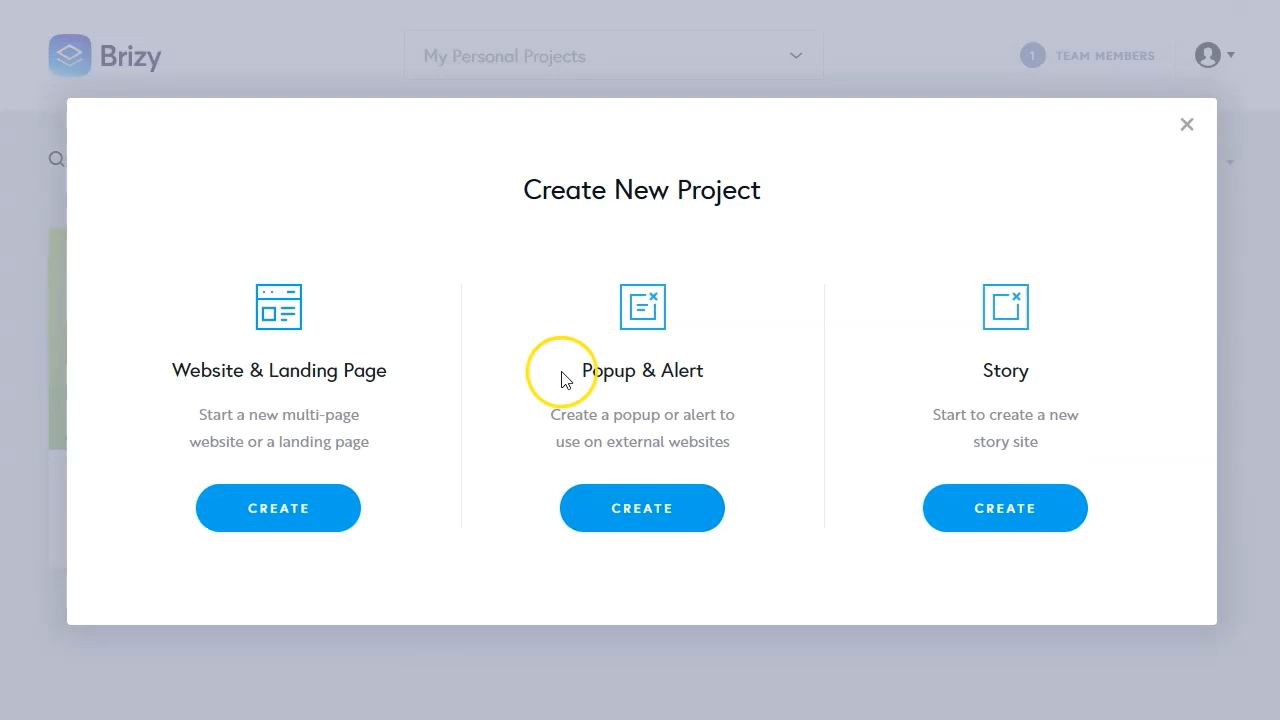 Brizy
My Personal Projects
1 TEAM MEMBERS
Create New Project
Website & Landing Page
Start a new multi-page
website or a landing page
CREATE
Popup & Alert
Create a popup or alert to
use on external websites
CREATE
Story
Start to create a new
story site
CREATE